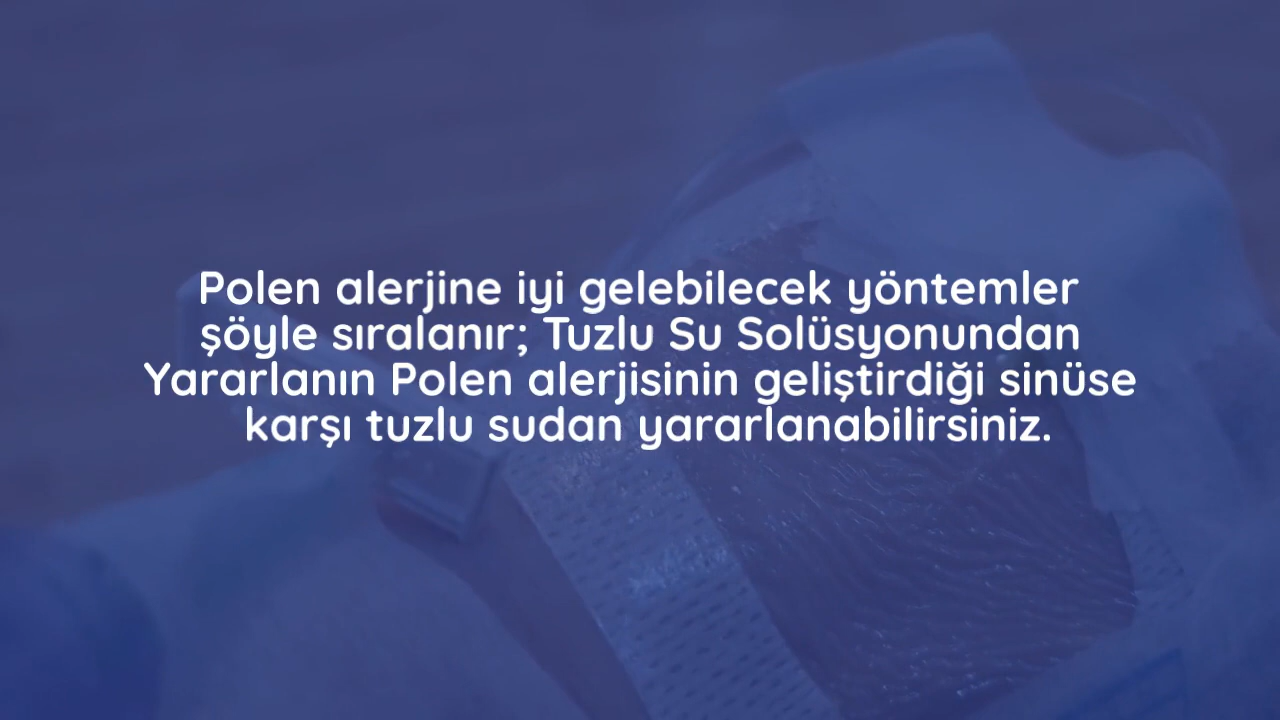 Polen alerjine iyi gelebilecek yöntemler
şöyle sıralanır; Tuzlu Su Solüsyonundan
Yararlanın Polen alerjisinin geliştirdiği sinüse
karşı tuzlu sudan yararlanabilirsiniz.